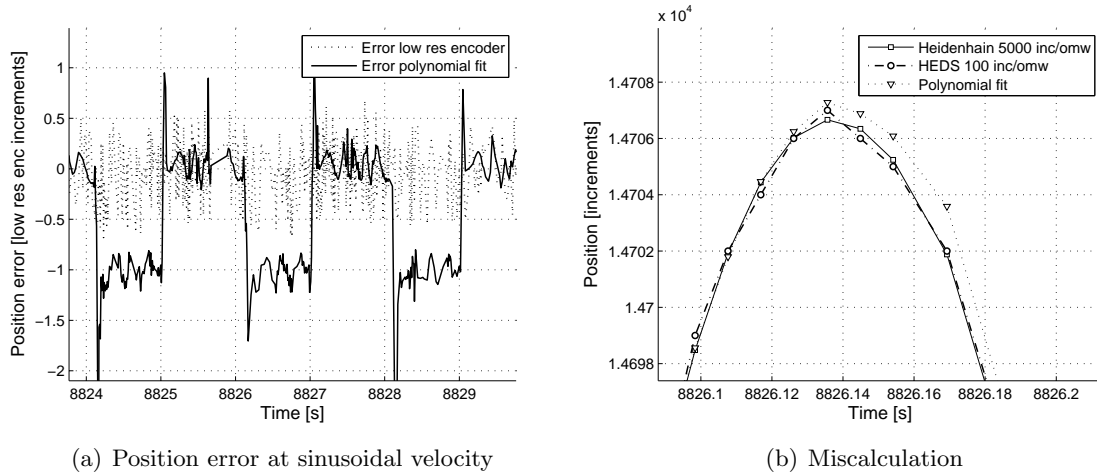 Position error [low res enc increments]
1
0.5
0
−0.5
−1
−1.5
−2
Error low res encoder
Error polynomial fit
8824
8825
8826
8827
8828
8829
Time [s]
(a) Position error at sinusoidal velocity
x 10^4
Position [increments]
1.4708
1.4706
1.4704
1.4702
1.47
1.4698
Heidenhain 5000 inc/omw
HEDS 100 inc/omw
Polynomial fit
8826.1
8826.12
8826.14
8826.16
8826.18
8826.2
Time [s]
(b) Miscalculation